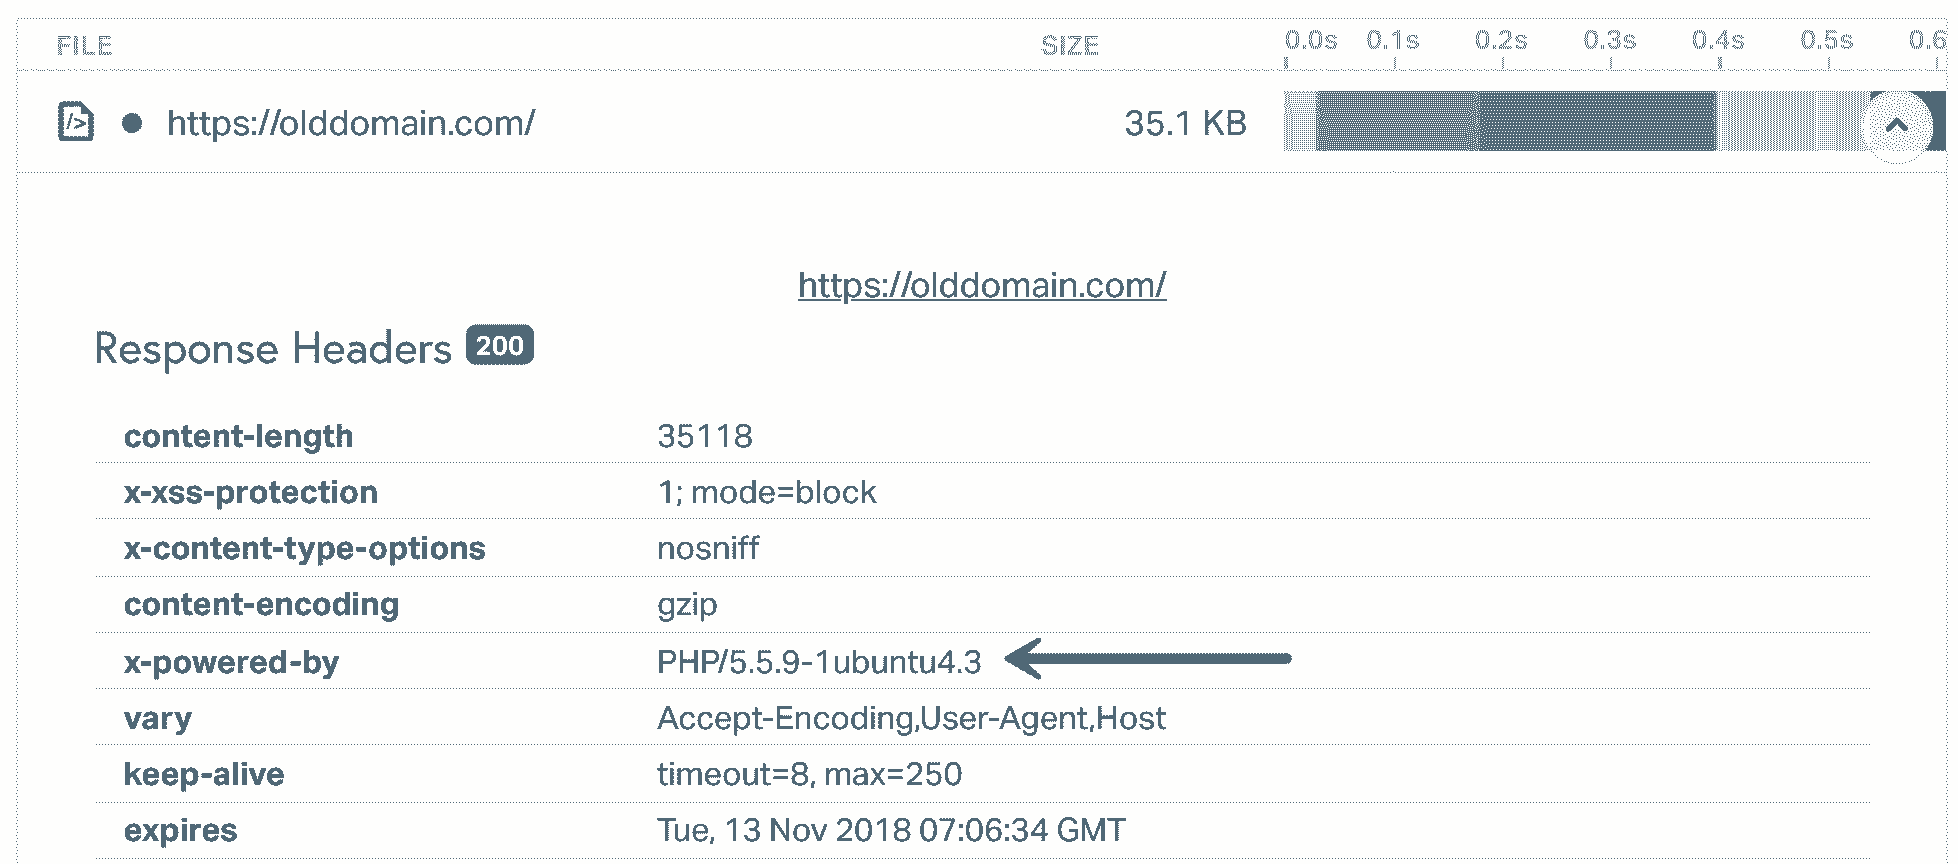 FILE SIZE 0.0s 0.1s 0.2s 0.3s 0.4s 0.5s 0.6
</> https://olddomain.com/ 35.1 KB
https://olddomain.com/
Response Headers 200
content-length 35118
x-xss-protection 1; mode=block
x-content-type-options nosniff
content-encoding gzip
x-powered-by PHP/5.5.9-1ubuntu4.3
vary Accept-Encoding,User-Agent,Host
keep-alive timeout=8, max=250
expires Tue, 13 Nov 2018 07:06:34 GMT